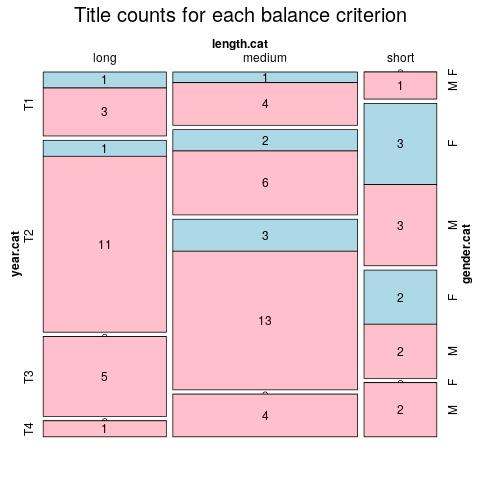 Title counts for each balance criterion
length.cat
long medium short
year.cat
T1
T2
T3
T4
1
3
1
11
5
1
1
4
2
6
3
13
4
1
3
3
2
2
2
F
M
F
M
F
M
F
M
gender.cat